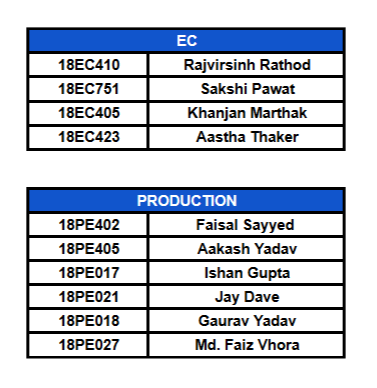 EC
18EC410 Rajvirsinh Rathod
18EC751 Sakshi Pawat
18EC405 Khanjan Marthak
18EC423 Aastha Thaker
PRODUCTION
18PE402 Faisal Sayyed
18PE405 Aakash Yadav
18PE017 Ishan Gupta
18PE021 Jay Dave
18PE018 Gaurav Yadav
18PE027 Md. Faiz Vhora